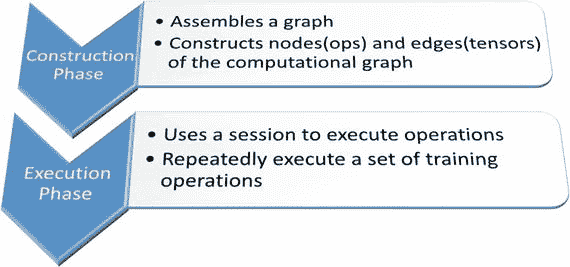 Construction
Phase
• Assembles a graph
• Constructs nodes(ops) and edges(tensors)
of the computational graph
Execution
Phase
• Uses a session to execute operations
• Repeatedly execute a set of training
operations